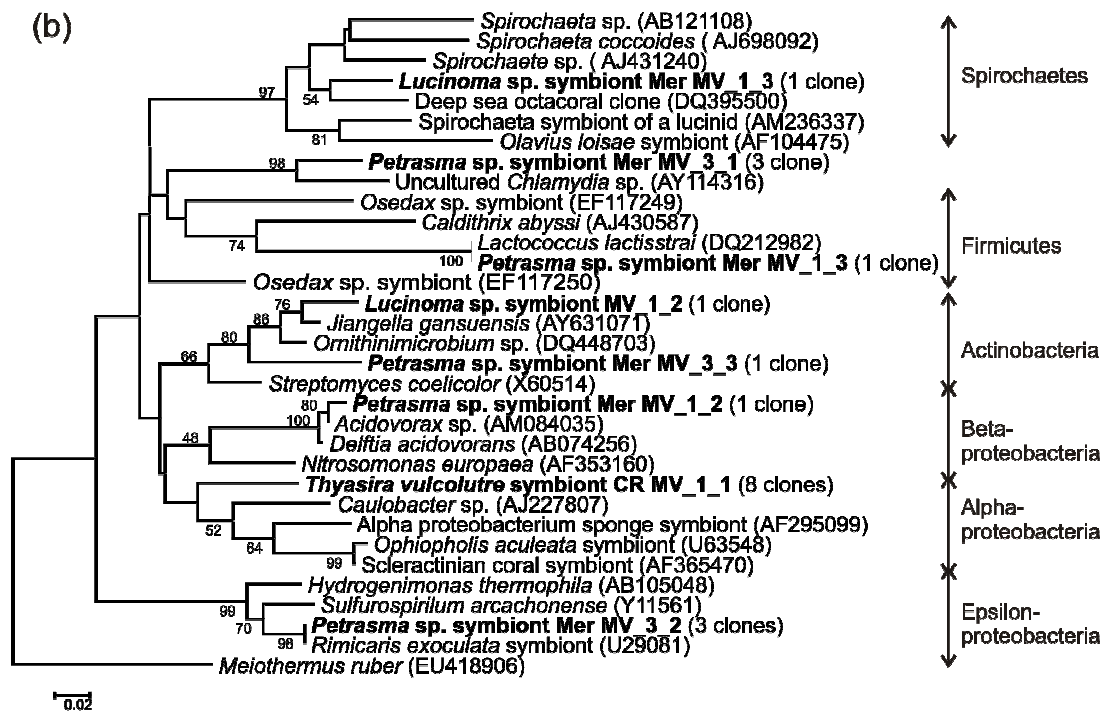 (b)
Spirochaeta sp. (AB121108)
Spirochaeta coccoides ( AJ698092)
Spirochaete sp. ( AJ431240)
Lucinoma sp. symbiont Mer MV_1_3 (1 clone)
Deep sea octacoral clone (DQ395500)
Spirochaeta symbiont of a lucinid (AM236337)
Olavius loisae symbiont (AF104475)
Petrasma sp. symbiont Mer MV_3_1 (3 clone)
Uncultured Chlamydia sp. (AY114316)
Osedax sp. symbiont (EF117249)
Caldithrix abyssi (AJ430587)
Lactococcus lactisstrai (DQ212982)
Petrasma sp. symbiont Mer MV_1_3 (1 clone)
Osedax sp. symbiont (EF117250)
Lucinoma sp. symbiont MV_1_2 (1 clone)
Jiangella gansuensis (AY631071)
Ornithinimicrobium sp. (DQ448703)
Petrasma sp. symbiont Mer MV_3_3 (1 clone)
Streptomyces coelicolor (X60514)
Petrasma sp. symbiont Mer MV_1_2 (1 clone)
Acidovorax sp. (AM084035)
Delftia acidovorans (AB074256)
Nitrosomonas europaea (AF353160)
Thyasira vulcolutre symbiont CR MV_1_1 (8 clones)
Caulobacter sp. (AJ227807)
Alpha proteobacterium sponge symbiont (AF295099)
Ophiopholis aculeata symbiiont (U63548)
Scleractinian coral symbiont (AF365470)
Hydrogenimonas thermophila (AB105048)
Sulfurospirilum arcachonense (Y11561)
Petrasma sp. symbiont Mer MV_3_2 (3 clones)
Rimicaris exoculata symbiont (U29081)
Meiothermus ruber (EU418906)
97
54
81
98
74
100
76
86
80
66
80
100
48
52
64
99
99
70
98
0.02
Spirochaetes
Firmicutes
Actinobacteria
Beta-
proteobacteria
Alpha-
proteobacteria
Epsilon-
proteobacteria